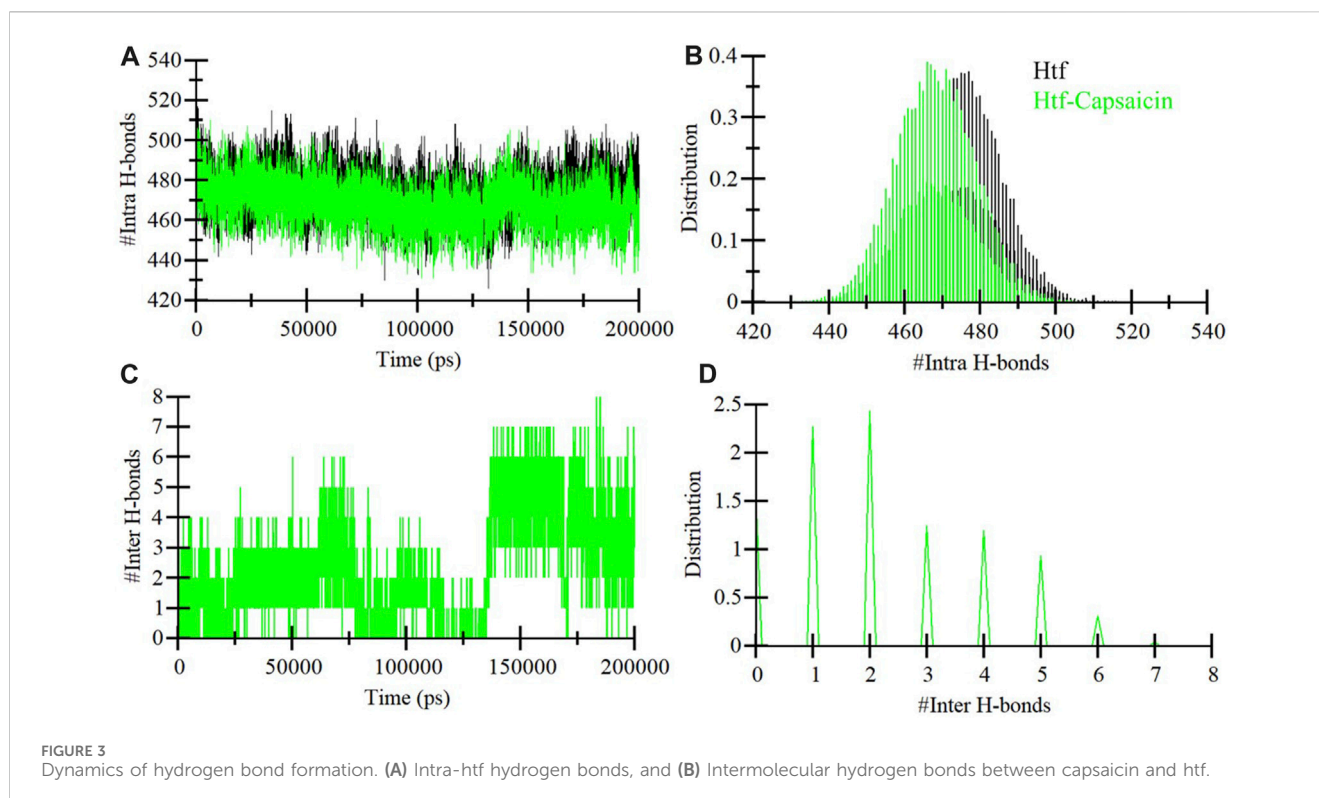 A
540
520
500
480
460
440
420
#Intra H-bonds
0 50000 100000 150000 200000
Time (ps)
B
0.4
0.3
0.2
0.1
0
Distribution
Htf
Htf-Capsaicin
420 440 460 480 500 520 540
#Intra H-bonds
C
8
7
6
5
4
3
2
1
0
#Inter H-bonds
0 50000 100000 150000 200000
Time (ps)
D
2.5
2
1.5
1
0.5
0
Distribution
0 1 2 3 4 5 6 7 8
#Inter H-bonds
FIGURE 3
Dynamics of hydrogen bond formation. (A) Intra-htf hydrogen bonds, and (B) Intermolecular hydrogen bonds between capsaicin and htf.